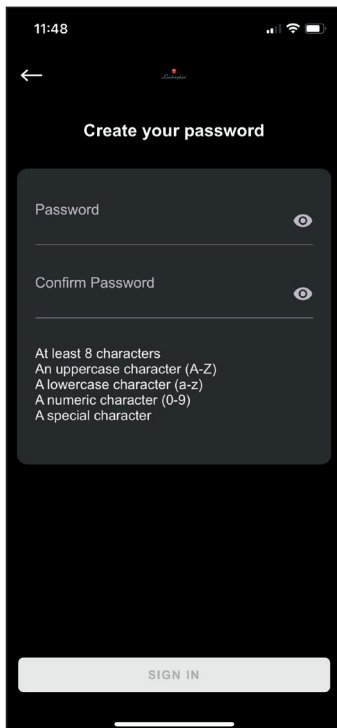 11:48
Lamborghini
Create your password
Password
Confirm Password
At least 8 characters
An uppercase character (A-Z)
A lowercase character (a-z)
A numeric character (0-9)
A special character
SIGN IN